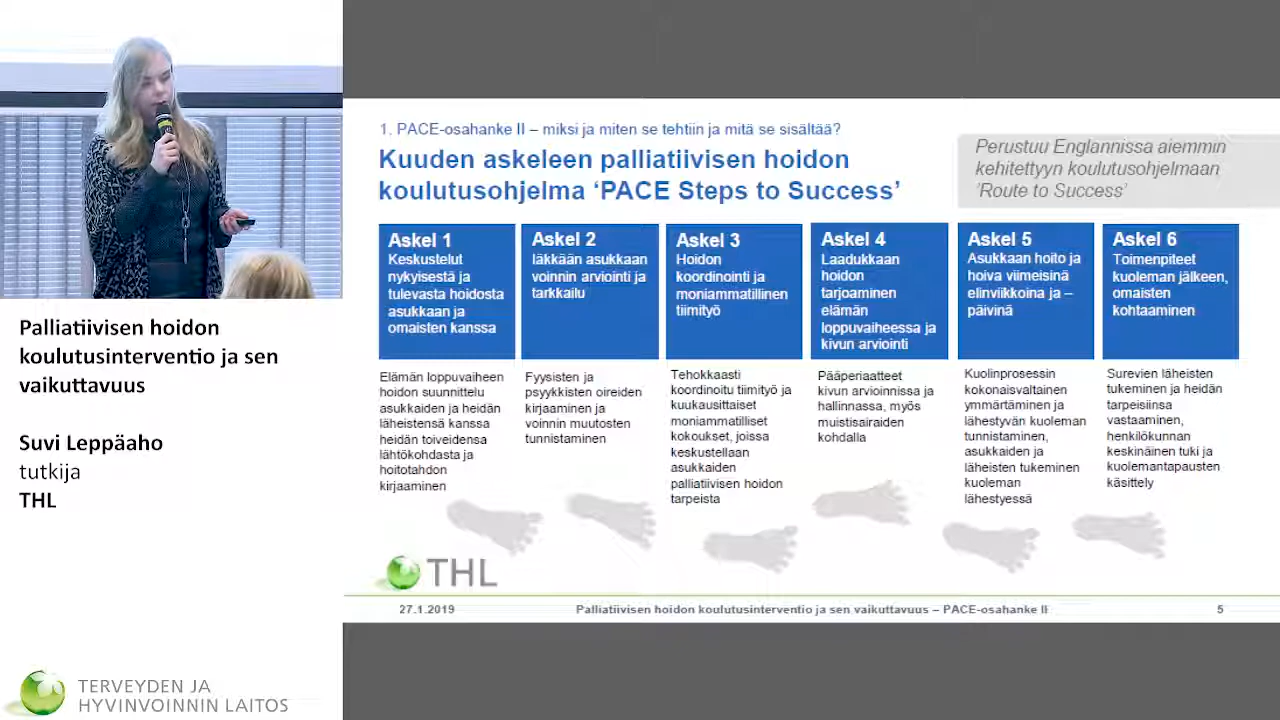 Palliatiivisen hoidon
koulutusinterventio ja sen
vaikuttavuus
Suvi Leppäaho
tutkija
THL
TERVEYDEN JA
HYVINVOINNIN LAITOS
1. PACE-osahanke II – miksi ja miten se tehtiin ja mitä se sisältää?
Kuuden askeleen palliatiivisen hoidon
koulutusohjelma ‘PACE Steps to Success’
Perustuu Englannissa aiemmin
kehitettyyn koulutusohjelmaan
‘Route to Success’
Askel 1
Keskustelut
nykyisestä ja
tulevasta hoidosta
asukkaan ja
omaisten kanssa
Elämän loppuvaiheen
hoidon suunnittelu
asukkaiden ja heidän
läheistensä kanssa
heidän toiveidensa
lähtökohdasta ja
hoitotahdon
kirjaaminen
Askel 2
Iäkkään asukkaan
voinnin arviointi ja
tarkkailu
Fyysisten ja
psyykkisten oireiden
kirjaaminen ja
voinnin muutosten
tunnistaminen
Askel 3
Hoidon
koordinointi ja
moniammatillinen
tiimityö
Tehokkaasti
koordinoitu tiimityö ja
kuukausittaiset
moniammatilliset
kokoukset, joissa
keskustellaan
asukkaiden
palliatiivisen hoidon
tarpeista
Askel 4
Laadukkaan
hoidon
tarjoaminen
elämän
loppuvaiheessa ja
kivun arviointi
Pääperiaatteet
kivun arvioinnissa ja
hallinnassa, myös
muistisairaiden
kohdalla
Askel 5
Asukkaan hoito ja
hoiva viimeisinä
elinviikkoina ja –
päivinä
Kuolinprosessin
kokonaisvaltainen
ymmärtäminen ja
lähestyvän kuoleman
tunnistaminen,
asukkaiden ja
läheisten tukeminen
kuoleman
lähestyessä
Askel 6
Toimenpiteet
kuoleman jälkeen,
omaisten
kohtaaminen
Surevien läheisten
tukeminen ja heidän
tarpeisiinsa
vastaaminen,
henkilökunnan
keskinäinen tuki ja
kuolemantapausten
käsittely
THL
27.1.2019
Palliatiivisen hoidon koulutusinterventio ja sen vaikuttavuus – PACE-osahanke II
5